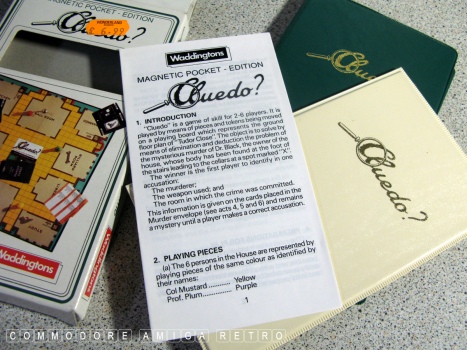 MAGNETIC POCKET - EDITION
Cluedo?
Waddingtons
Waddingtons
MAGNETIC POCKET - EDITION
Cluedo?
1. INTRODUCTION
"Cluedo" is a game of skill for 2-6 players. It is
played by means of pieces and tokens being moved
on a playing board which represents the ground
floor plan of "Tudor Close". The object is to solve by
means of elimination and deduction the problem of
the mysterious murder of Dr. Black, the owner of the
house, whose body has been found at the foot of
the stairs leading to the cellars at a spot marked "X".
The winner is the first player to identify in one
accusation:
The murderer;
The weapon used; and
The room in which the crime was committed.
This information is given on the cards placed in the
Murder envelope (see acts 4, 5 and 6) and remains
a mystery until a player makes a correct accusation.
2. PLAYING PIECES
(a) The 6 persons in the House are represented by
playing pieces of the same colour as identified by
their names:
Col Mustard ............ Yellow
Prof. Plum ............... Purple
1
Cluedo?
Cluedo?
COMMODORE AMIGA RETRO